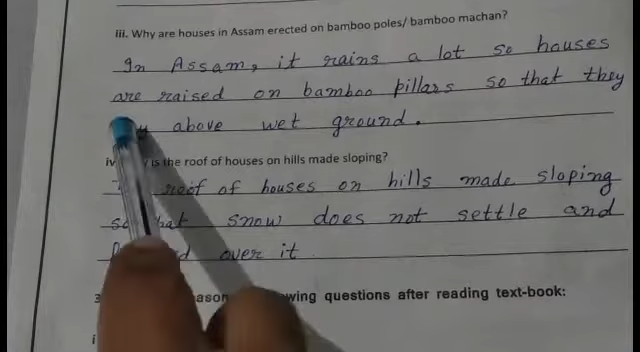 iii. Why are houses in Assam erected on bamboo poles/ bamboo machan?
In Assam, it rains a lot so houses
are raised on bamboo pillars so that they
above wet ground.
is the roof of houses on hills made sloping?
roof of houses on hills made sloping
snow does not settle and
over it
questions after reading text-book: